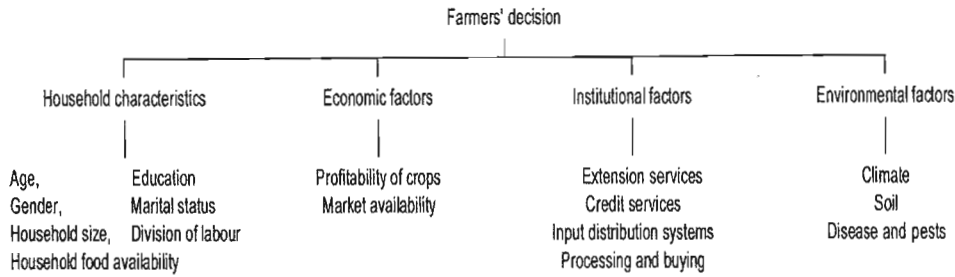 Farmers' decision
Household characteristics
Economic factors
Institutional factors
Environmental factors
Age, Education
Gender, Marital status
Household size, Division of labour
Household food availability
Profitability of crops
Market availability
Extension services
Credit services
Input distribution systems
Processing and buying
Climate
Soil
Disease and pests